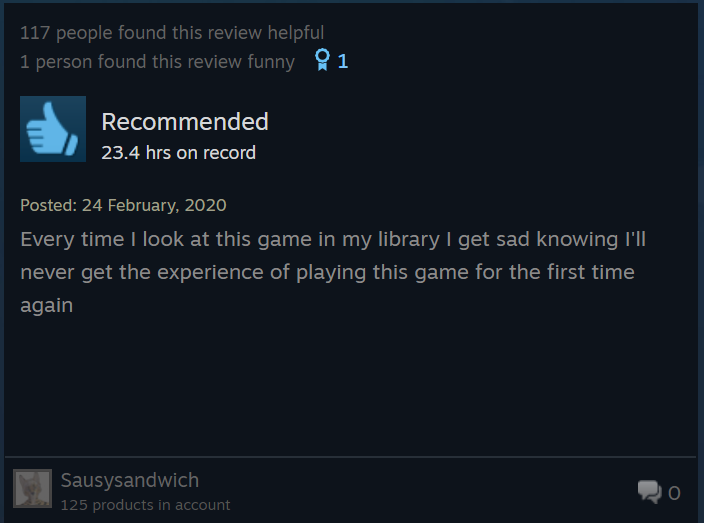 117 people found this review helpful
1 person found this review funny 1
Recommended
23.4 hrs on record
Posted: 24 February, 2020
Every time I look at this game in my library I get sad knowing I'll
never get the experience of playing this game for the first time
again
Sausysandwich
125 products in account
0